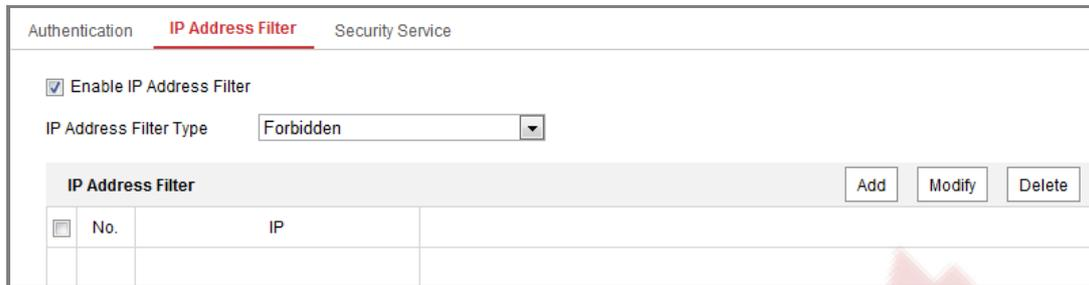 Authentication IP Address Filter Security Service
Enable IP Address Filter
IP Address Filter Type Forbidden
IP Address Filter Add Modify Delete
No. IP